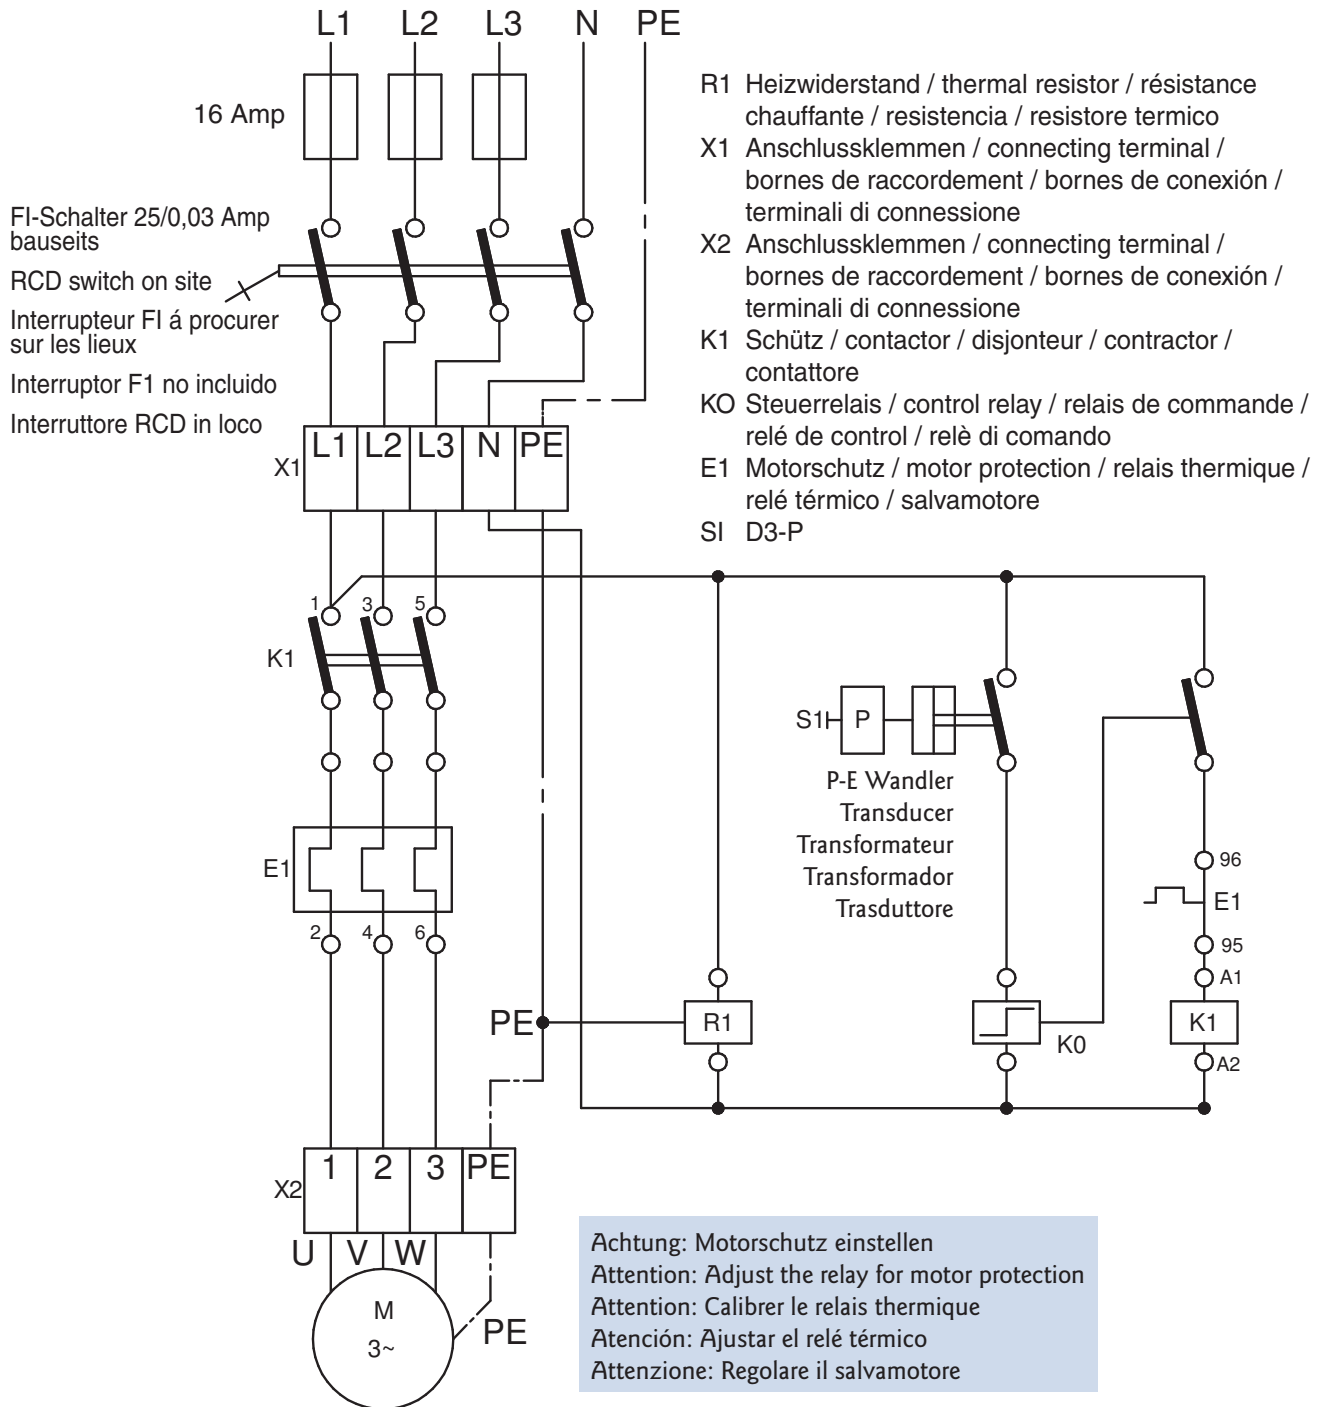 L1 L2 L3 N PE
16 Amp
FI-Schalter 25/0,03 Amp
bauseits
RCD switch on site
Interrupteur FI á procurer
sur les lieux
Interruptor F1 no incluido
Interruttore RCD in loco
R1 Heizwiderstand / thermal resistor / résistance
chauffante / resistencia / resistore termico
X1 Anschlussklemmen / connecting terminal /
bornes de raccordement / bornes de conexión /
terminali di connessione
X2 Anschlussklemmen / connecting terminal /
bornes de raccordement / bornes de conexión /
terminali di connessione
K1 Schütz / contactor / disjonteur / contractor /
contattore
KO Steuerrelais / control relay / relais de commande /
relé de control / relè di comando
E1 Motorschutz / motor protection / relais thermique /
relé térmico / salvamotore
SI D3-P
X1 L1 L2 L3 N PE
1 3 5
K1
S1 P
P-E Wandler
Transducer
Transformateur
Transformador
Trasduttore
E1
2 4 6
96
E1
95
A1
PE R1 K0 K1
A2
X2 1 2 3 PE
U V W
M
3~
PE
Achtung: Motorschutz einstellen
Attention: Adjust the relay for motor protection
Attention: Calibrer le relais thermique
Atención: Ajustar el relé térmico
Attenzione: Regolare il salvamotore